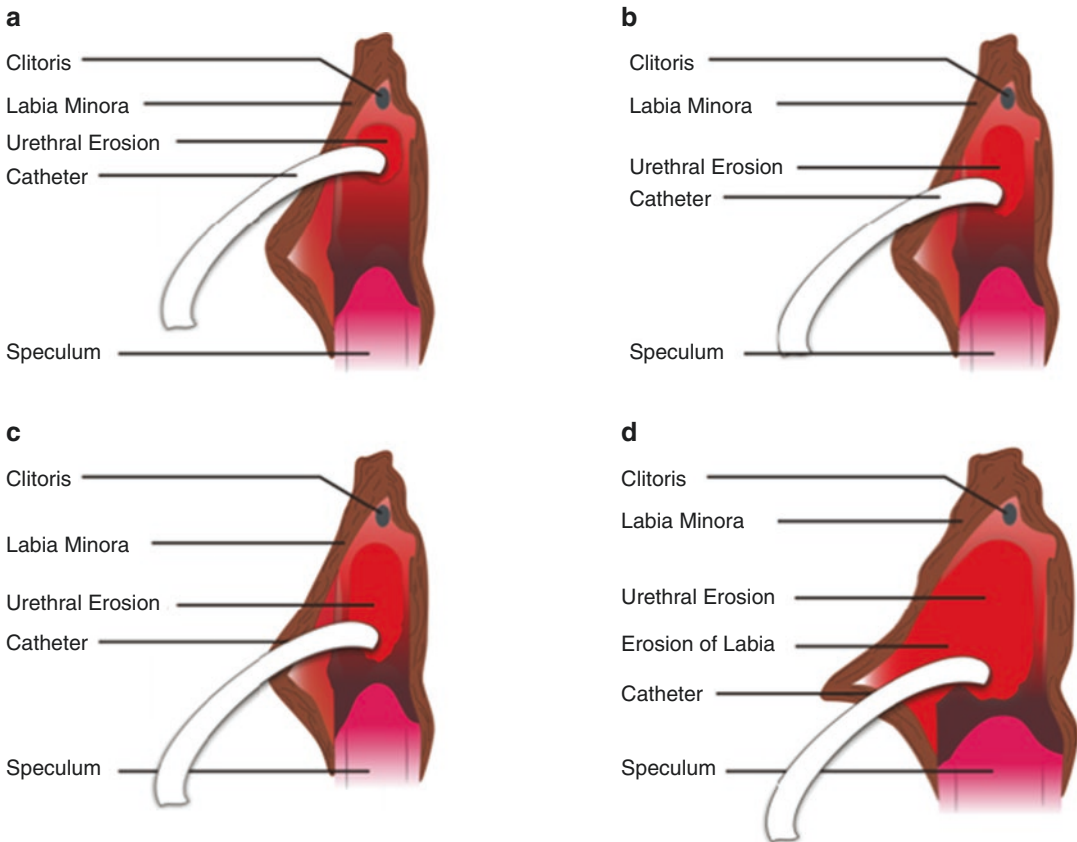 a
Clitoris
Labia Minora
Urethral Erosion
Catheter
Speculum
b
Clitoris
Labia Minora
Urethral Erosion
Catheter
Speculum
c
Clitoris
Labia Minora
Urethral Erosion
Catheter
Speculum
d
Clitoris
Labia Minora
Urethral Erosion
Erosion of Labia
Catheter
Speculum